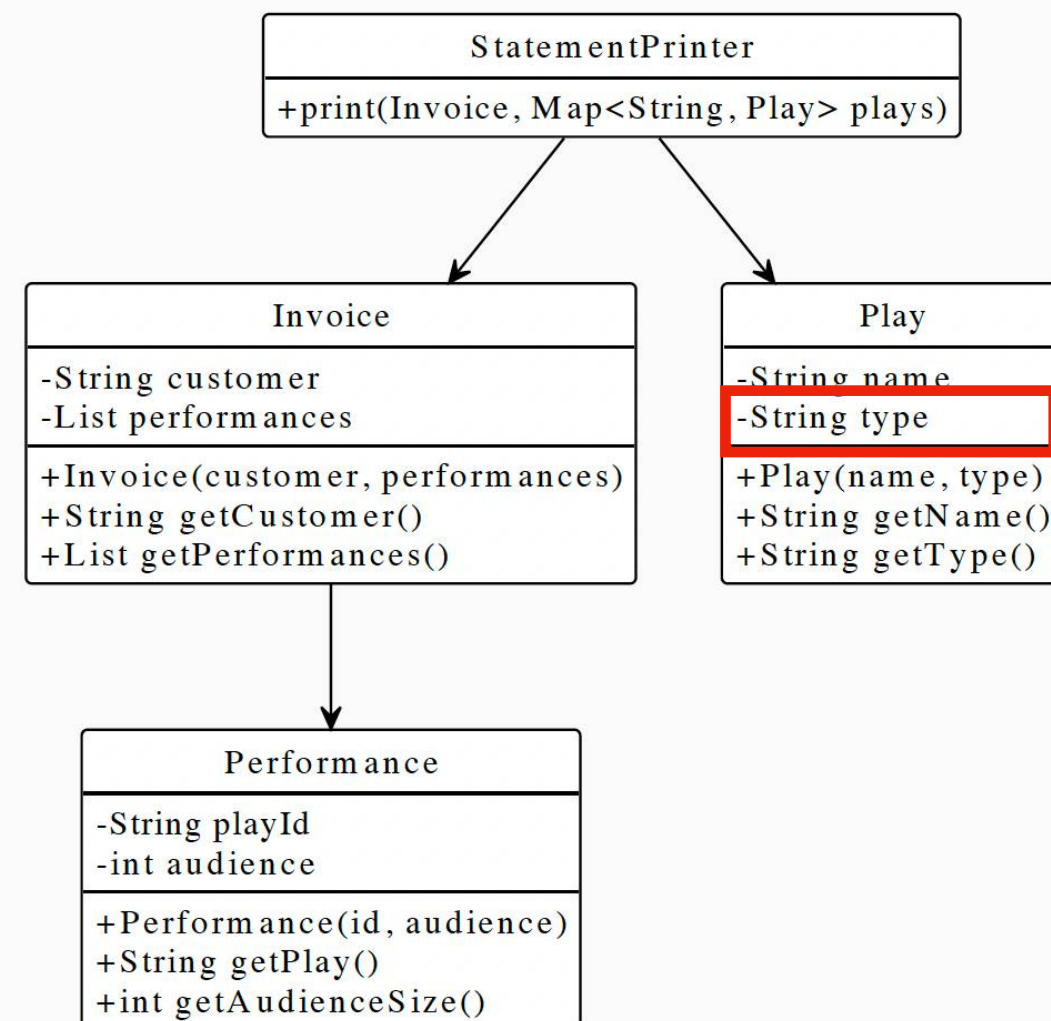 StatementPrinter
+print(Invoice, Map<String, Play> plays)
Invoice
-String customer
-List performances
+Invoice(customer, performances)
+String getCustomer()
+List getPerformances()
Play
-String name
-String type
+Play(name, type)
+String getName()
+String getType()
Performance
-String playId
-int audience
+Performance(id, audience)
+String getPlay()
+int getAudienceSize()